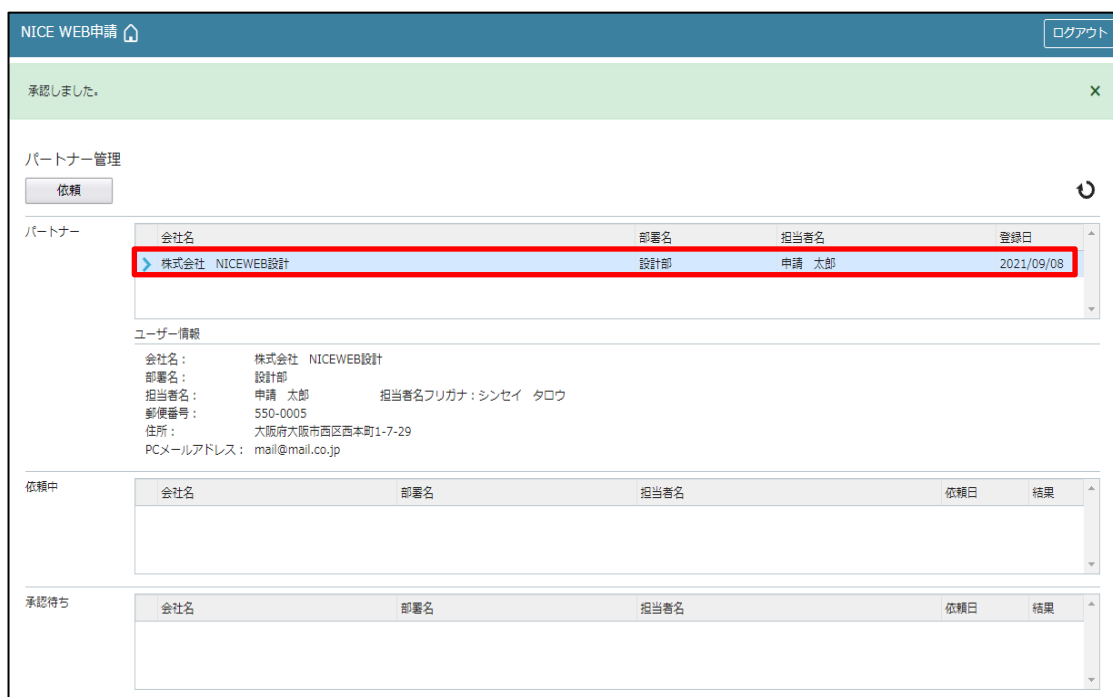 NICE WEB申請 ログアウト
承認しました。 ×
パートナー管理
依頼
パートナー
会社名 部署名 担当者名 登録日
株式会社　NICEWEB設計 設計部 申請　太郎 2021/09/08
ユーザー情報
会社名： 株式会社　NICEWEB設計
部署名： 設計部
担当者名： 申請　太郎 担当者名フリガナ：シンセイ　タロウ
郵便番号： 550-0005
住所： 大阪府大阪市西区西本町1-7-29
PCメールアドレス： mail@mail.co.jp
依頼中
会社名 部署名 担当者名 依頼日 結果
承認待ち
会社名 部署名 担当者名 依頼日 結果